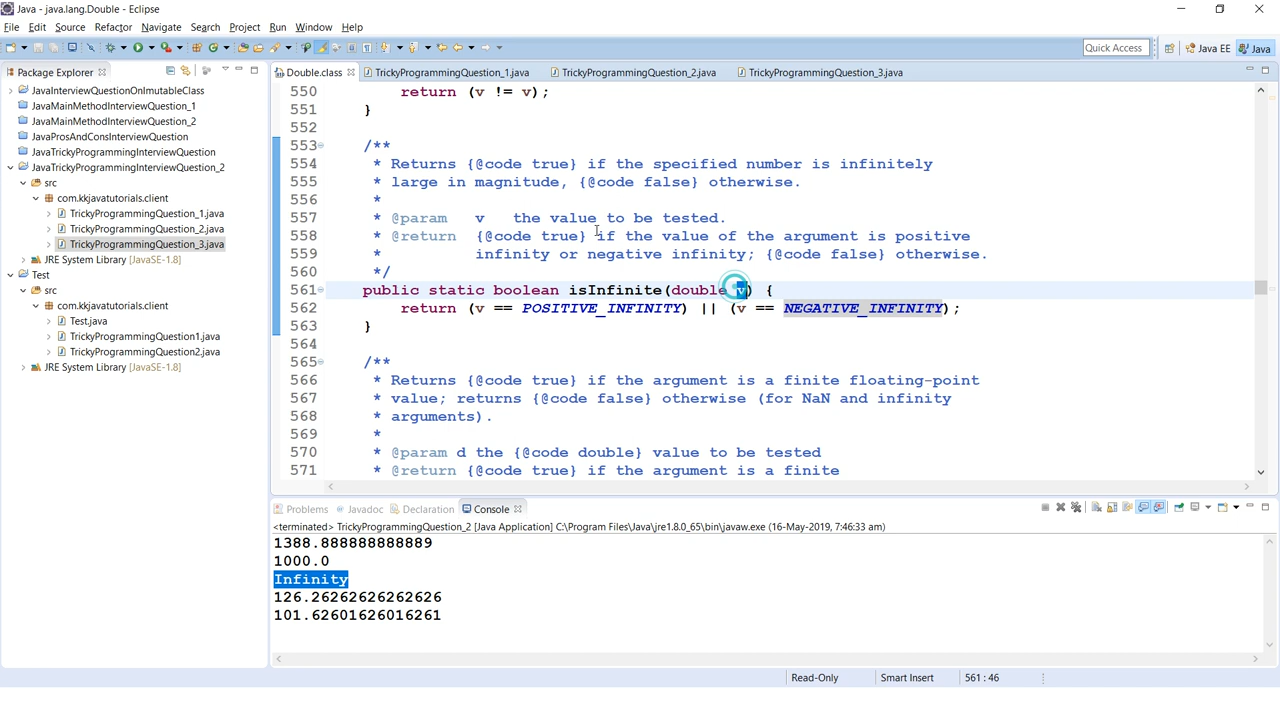 Java - java.lang.Double - Eclipse
File Edit Source Refactor Navigate Search Project Run Window Help
Quick Access Java EE Java
Package Explorer
JavaInterviewQuestionOnImutableClass
JavaMainMethodInterviewQuestion_1
JavaMainMethodInterviewQuestion_2
JavaProsAndConsInterviewQuestion
JavaTrickyProgrammingInterviewQuestion
JavaTrickyProgrammingInterviewQuestion_2
src
com.kkjavatutorials.client
TrickyProgrammingQuestion_1.java
TrickyProgrammingQuestion_2.java
TrickyProgrammingQuestion_3.java
JRE System Library [JavaSE-1.8]
Test
src
com.kkjavatutorials.client
Test.java
TrickyProgrammingQuestion1.java
TrickyProgrammingQuestion2.java
JRE System Library [JavaSE-1.8]
Double.class TrickyProgrammingQuestion_1.java TrickyProgrammingQuestion_2.java TrickyProgrammingQuestion_3.java
550 return (v != v);
551 }
552
553 /**
554 * Returns {@code true} if the specified number is infinitely
555 * large in magnitude, {@code false} otherwise.
556 *
557 * @param v the value to be tested.
558 * @return {@code true} if the value of the argument is positive
559 * infinity or negative infinity; {@code false} otherwise.
560 */
561 public static boolean isInfinite(double v) {
562 return (v == POSITIVE_INFINITY) || (v == NEGATIVE_INFINITY);
563 }
564
565 /**
566 * Returns {@code true} if the argument is a finite floating-point
567 * value; returns {@code false} otherwise (for NaN and infinity
568 * arguments).
569 *
570 * @param d the {@code double} value to be tested
571 * @return {@code true} if the argument is a finite
Problems Javadoc Declaration Console
<terminated> TrickyProgrammingQuestion_2 [Java Application] C:\Program Files\Java\jre1.8.0_65\bin\javaw.exe (16-May-2019, 7:46:33 am)
1388.888888888889
1000.0
Infinity
126.26262626262626
101.62601626016261
Read-Only Smart Insert 561 : 46